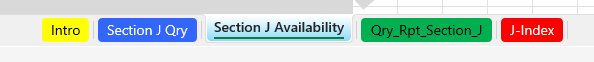 Intro Section J Qry Section J Availability Qry_Rpt_Section_J J-Index